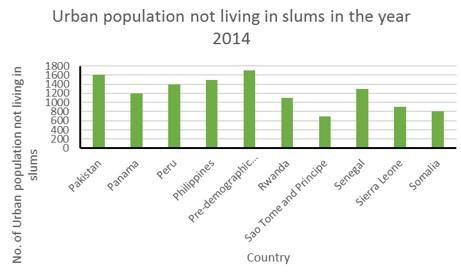 Urban population not living in slums in the year
2014
No. of Urban population not living in
slums
1800
1600
1400
1200
1000
800
600
400
200
0
Pakistan
Panama
Peru
Philippines
Pre-demographic...
Rwanda
Sao Tome and Principe
Senegal
Sierra Leone
Somalia
Country